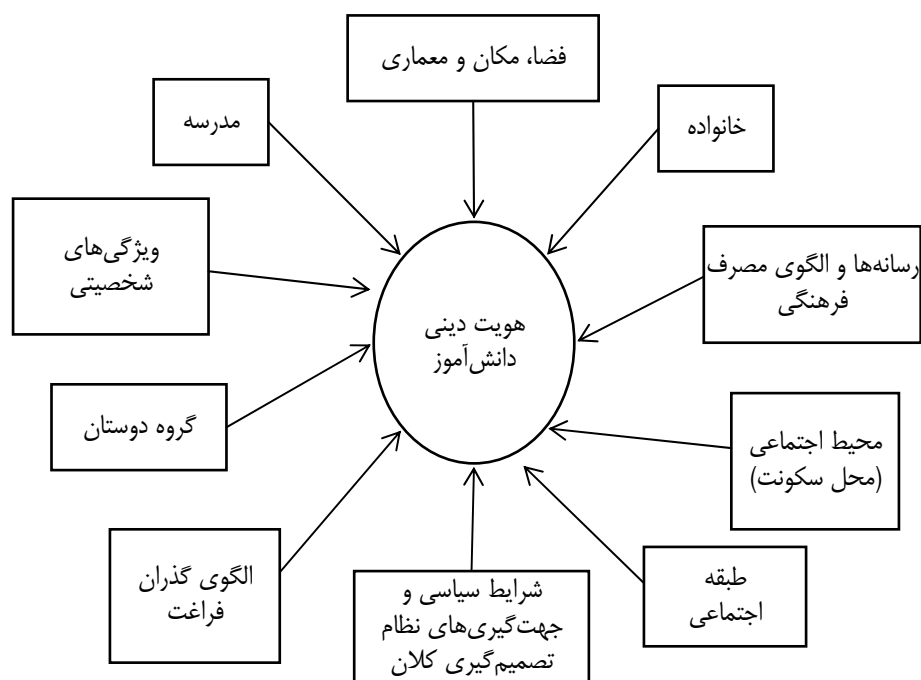 فضا، مکان و معماری
مدرسه
خانواده
ویژگی‌های
شخصیتی
رسانه‌ها و الگوی مصرف
فرهنگی
هویت دینی
دانش‌آموز
گروه دوستان
محیط اجتماعی
(محل سکونت)
الگوی گذران
فراغت
طبقه
اجتماعی
شرایط سیاسی و
جهت‌گیری‌های نظام
تصمیم‌گیری کلان